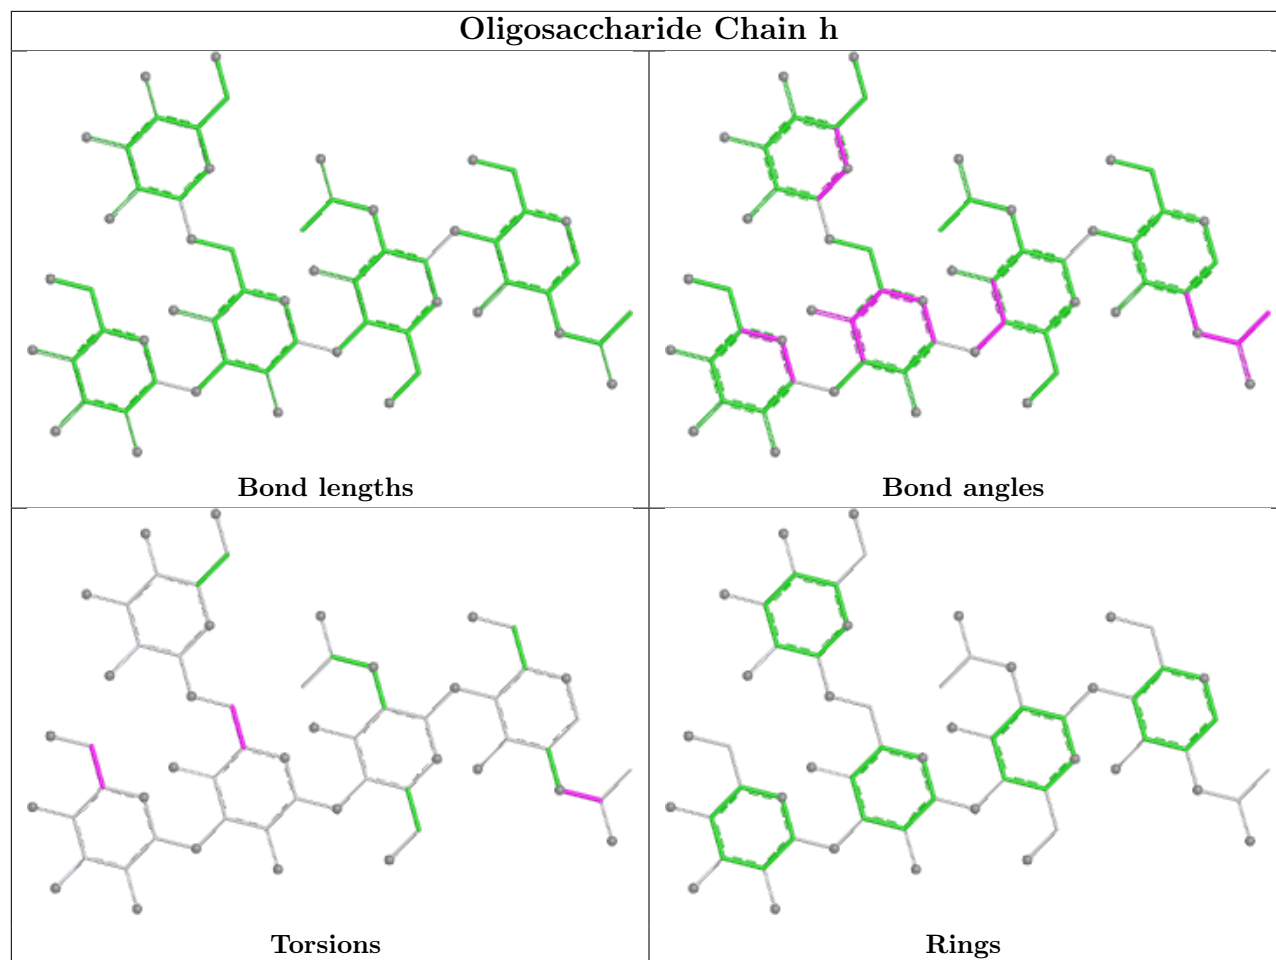 Oligosaccharide Chain h
Bond lengths
Bond angles
Torsions
Rings